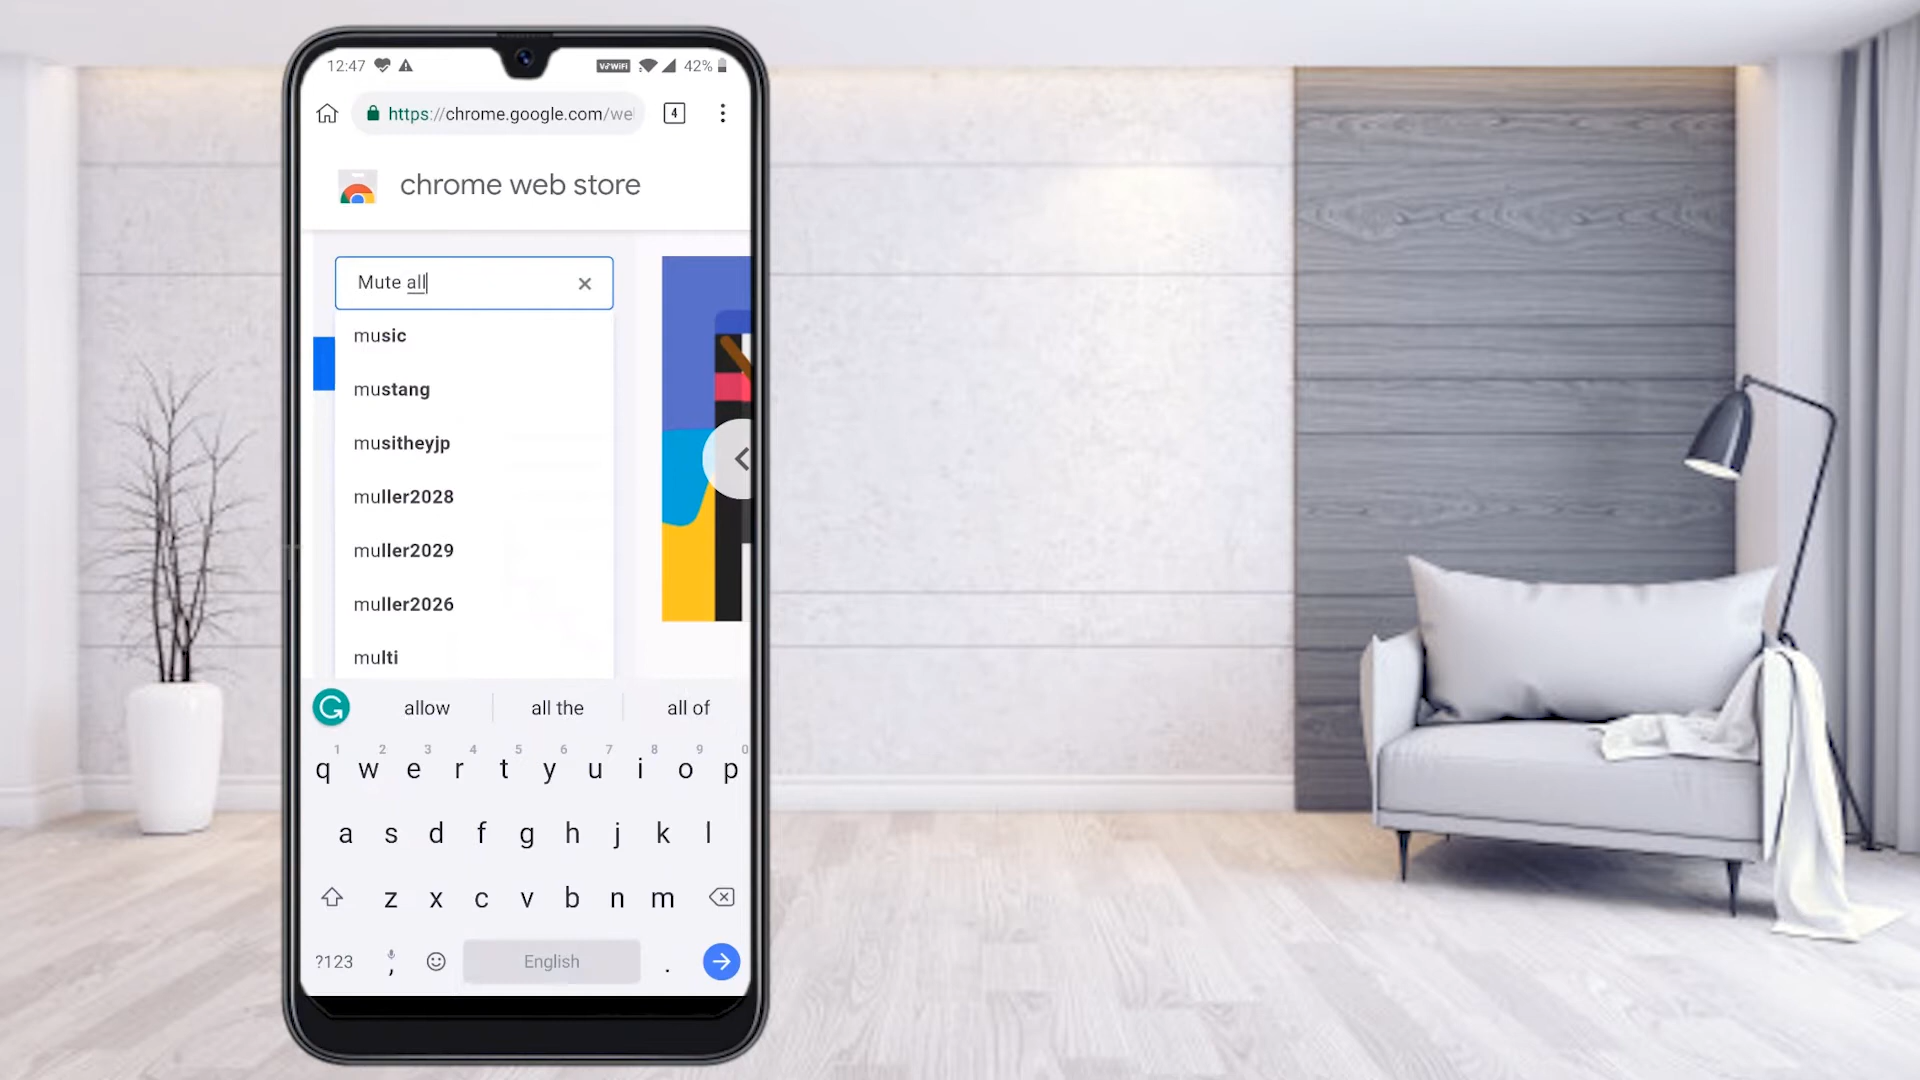 12:47
VoWiFi
42%
https://chrome.google.com/we
4
chrome web store
Mute all
music
mustang
musitheyjp
muller2028
muller2029
muller2026
multi
allow
all the
all of
1 2 3 4 5 6 7 8 9 0
q w e r t y u i o p
a s d f g h j k l
z x c v b n m
?123
,
English
.